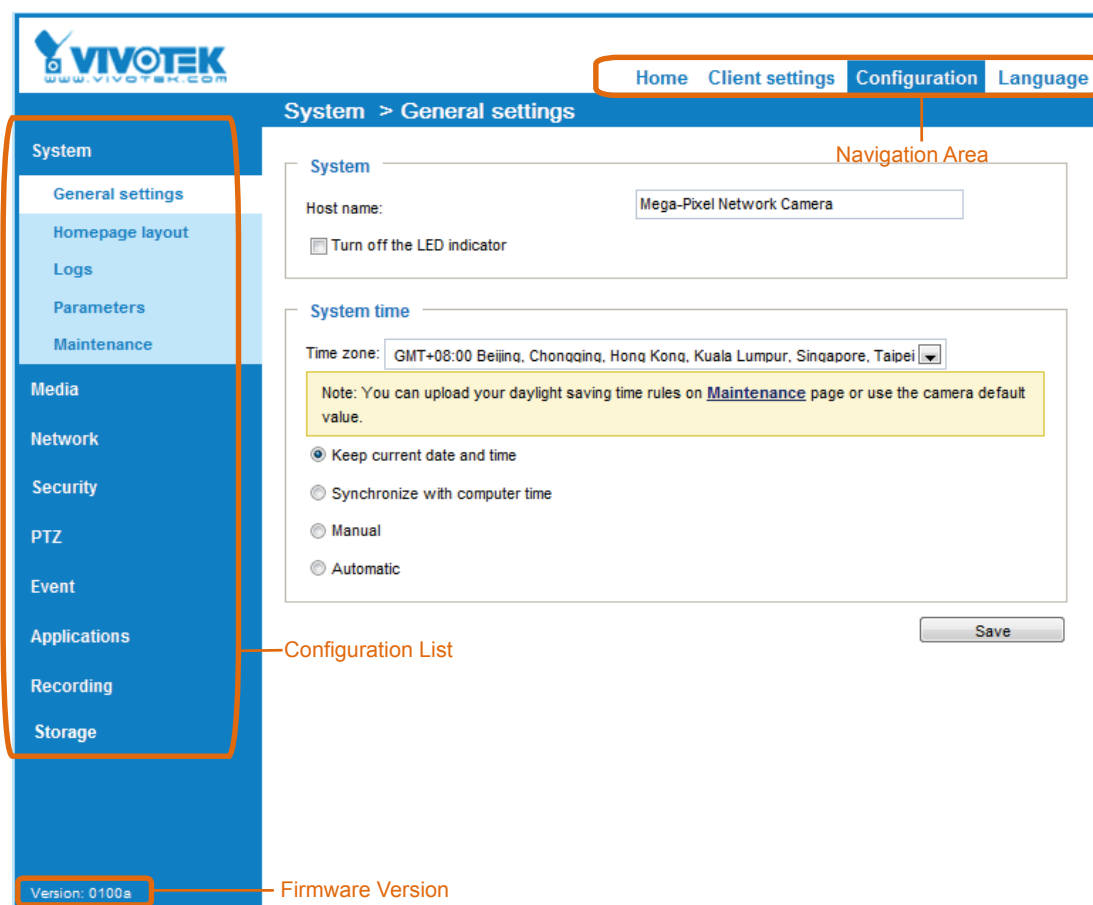 VIVOTEK
www.vivotek.com
Home Client settings Configuration Language
System > General settings
Navigation Area
System
General settings
Homepage layout
Logs
Parameters
Maintenance
Media
Network
Security
PTZ
Event
Applications
Recording
Storage
System
Host name: Mega-Pixel Network Camera
Turn off the LED indicator
System time
Time zone: GMT+08:00 Beijing, Chongqing, Hong Kong, Kuala Lumpur, Singapore, Taipei
Note: You can upload your daylight saving time rules on Maintenance page or use the camera default
value.
Keep current date and time
Synchronize with computer time
Manual
Automatic
Save
Configuration List
Version: 0100a
Firmware Version